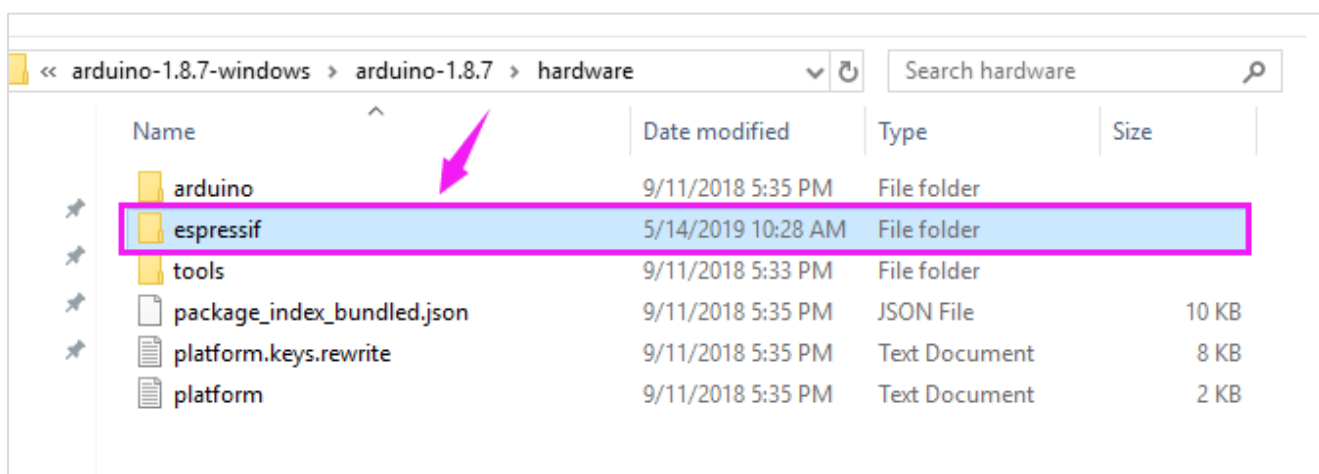 « arduino-1.8.7-windows > arduino-1.8.7 > hardware Search hardware
Name Date modified Type Size
arduino 9/11/2018 5:35 PM File folder
espressif 5/14/2019 10:28 AM File folder
tools 9/11/2018 5:33 PM File folder
package_index_bundled.json 9/11/2018 5:35 PM JSON File 10 KB
platform.keys.rewrite 9/11/2018 5:35 PM Text Document 8 KB
platform 9/11/2018 5:35 PM Text Document 2 KB